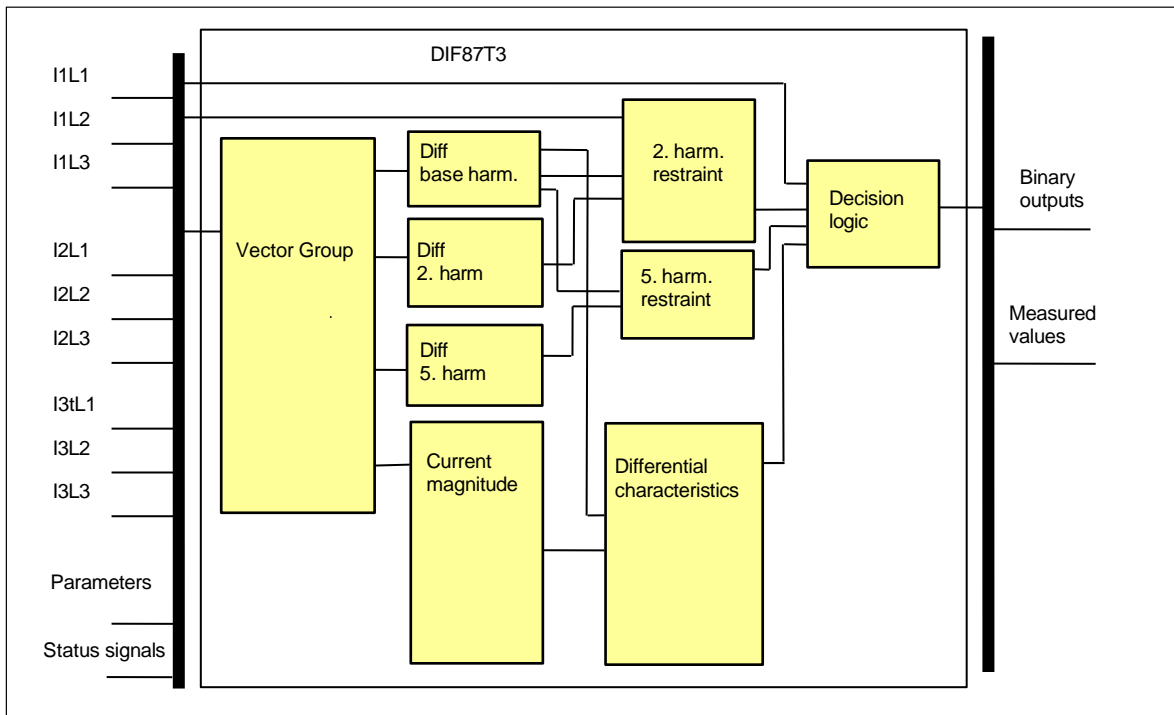 DIF87T3
I1L1
I1L2
I1L3
I2L1
I2L2
I2L3
I3tL1
I3L2
I3L3
Parameters
Status signals
Vector Group
Diff
base harm.
Diff
2. harm
Diff
5. harm
Current
magnitude
2. harm.
restraint
5. harm.
restraint
Differential
characteristics
Decision
logic
Binary
outputs
Measured
values